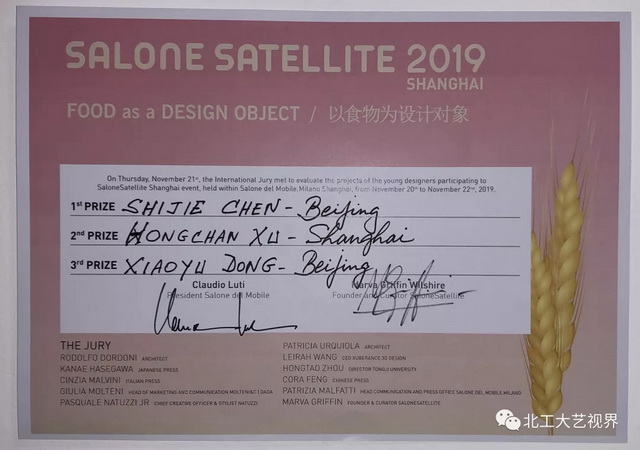 SALONE SATELLITE 2019
SHANGHAI
FOOD as a DESIGN OBJECT / 以食物为设计对象
On Thursday, November 21st, the International Jury met to evaluate the projects of the young designers participating to
SaloneSatellite Shanghai event, held within Salone del Mobile.Milano Shanghai, from November 20th to November 22nd, 2019.
1st PRIZE SHIJIE CHEN - Beijing
2nd PRIZE HONGCHAN XU - Shanghai
3rd PRIZE XIAOYU DONG - Beijing
Claudio Luti Marva Griffin Wilshire
President Salone del Mobile Founder and Curator SaloneSatellite
THE JURY
RODOLFO DORDONI ARCHITECT
KANAE HASEGAWA JAPANESE PRESS
CINZIA MALVINI ITALIAN PRESS
GIULIA MOLTENI HEAD OF MARKETING AND COMMUNICATION MOLTENI&C | DADA
PASQUALE NATUZZI JR CHIEF CREATIVE OFFICER & STYLIST NATUZZI
PATRICIA URQUIOLA ARCHITECT
LEIRAH WANG CEO XUBERANCE 3D DESIGN
HONGTAO ZHOU DIRECTOR TONGJI UNIVERSITY
CORA FENG CHINESE PRESS
PATRIZIA MALFATTI HEAD COMMUNICATION AND PRESS OFFICE SALONE DEL MOBILE.MILANO
MARVA GRIFFIN FOUNDER & CURATOR SALONESATELLITE
北工大艺视界